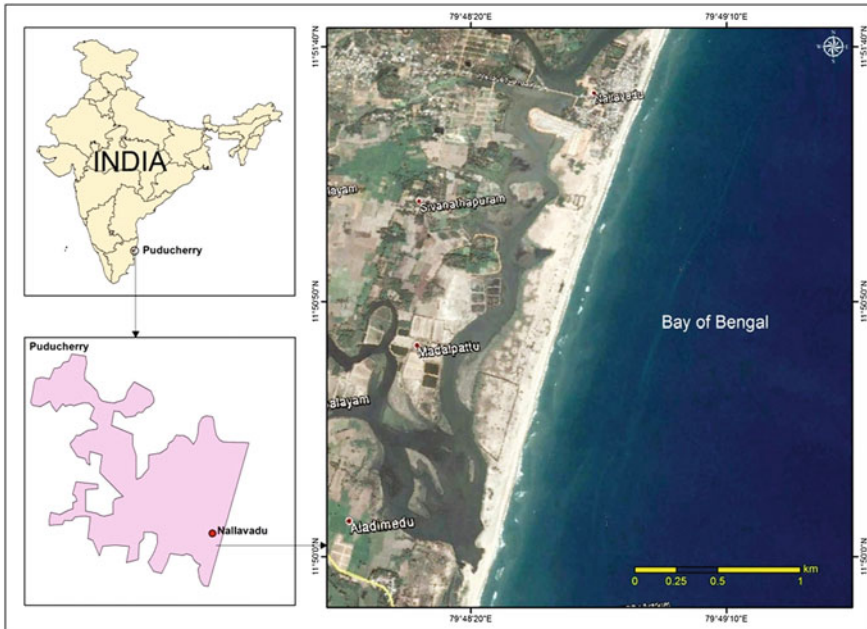 INDIA
Puducherry
Puducherry
Nallavadu
79°48'20"E
79°49'10"E
11°51'40"N
11°51'40"N
Nallavadu
Sivanathapuram
11°50'50"N
11°50'50"N
Bay of Bengal
Madalpattu
Aladimedu
11°50'0"N
11°50'0"N
km
0 0.25 0.5 1
79°48'20"E
79°49'10"E